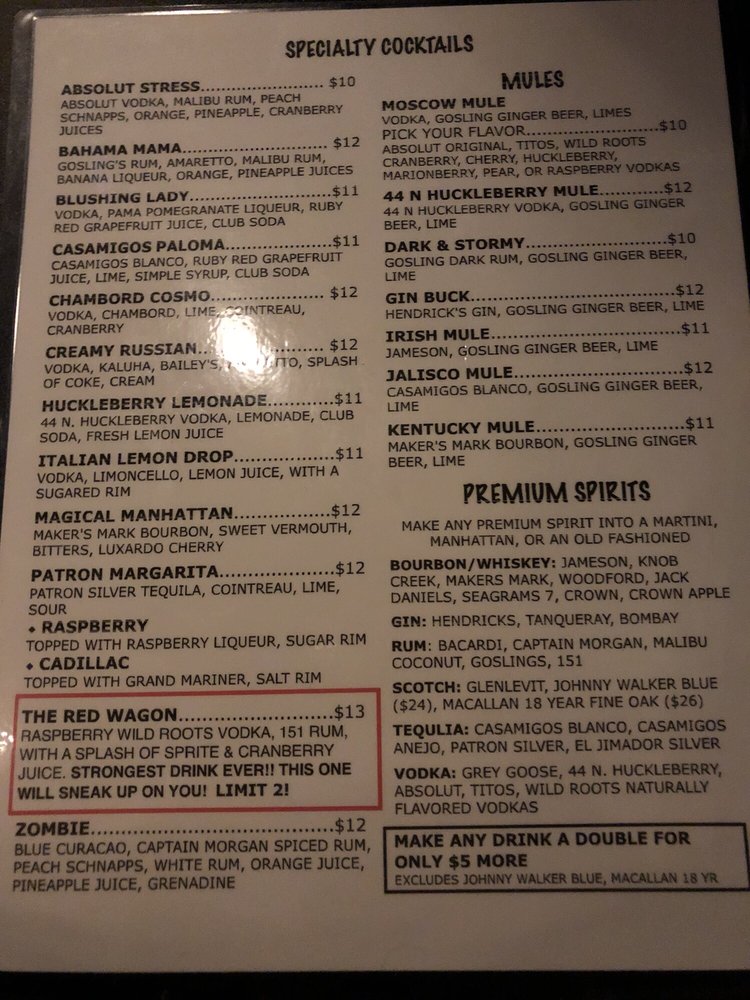 SPECIALTY COCKTAILS
ABSOLUT STRESS....................... $10
ABSOLUT VODKA, MALIBU RUM, PEACH
SCHNAPPS, ORANGE, PINEAPPLE, CRANBERRY
JUICES
BAHAMA MAMA............................ $12
GOSLING'S RUM, AMARETTO, MALIBU RUM,
BANANA LIQUEUR, ORANGE, PINEAPPLE JUICES
BLUSHING LADY..........................$11
VODKA, PAMA POMEGRANATE LIQUEUR, RUBY
RED GRAPEFRUIT JUICE, CLUB SODA
CASAMIGOS PALOMA...................$11
CASAMIGOS BLANCO, RUBY RED GRAPEFRUIT
JUICE, LIME, SIMPLE SYRUP, CLUB SODA
CHAMBORD COSMO..................... $12
VODKA, CHAMBORD, LIME, COINTREAU,
CRANBERRY
CREAMY RUSSIAN....................... $12
VODKA, KALUHA, BAILEY'S, SPLASH
OF COKE, CREAM
HUCKLEBERRY LEMONADE.............$11
44 N. HUCKLEBERRY VODKA, LEMONADE, CLUB
SODA, FRESH LEMON JUICE
ITALIAN LEMON DROP..................$11
VODKA, LIMONCELLO, LEMON JUICE, WITH A
SUGARED RIM
MAGICAL MANHATTAN..................$12
MAKER'S MARK BOURBON, SWEET VERMOUTH,
BITTERS, LUXARDO CHERRY
PATRON MARGARITA....................$12
PATRON SILVER TEQUILA, COINTREAU, LIME,
SOUR
⬩ RASPBERRY
TOPPED WITH RASPBERRY LIQUEUR, SUGAR RIM
⬩ CADILLAC
TOPPED WITH GRAND MARINER, SALT RIM
THE RED WAGON........................$13
RASPBERRY WILD ROOTS VODKA, 151 RUM,
WITH A SPLASH OF SPRITE & CRANBERRY
JUICE. STRONGEST DRINK EVER!! THIS ONE
WILL SNEAK UP ON YOU! LIMIT 2!
ZOMBIE.....................................$12
BLUE CURACAO, CAPTAIN MORGAN SPICED RUM,
PEACH SCHNAPPS, WHITE RUM, ORANGE JUICE,
PINEAPPLE JUICE, GRENADINE
MULES
MOSCOW MULE
VODKA, GOSLING GINGER BEER, LIMES
PICK YOUR FLAVOR....................$10
ABSOLUT ORIGINAL, TITOS, WILD ROOTS
CRANBERRY, CHERRY, HUCKLEBERRY,
MARIONBERRY, PEAR, OR RASPBERRY VODKAS
44 N HUCKLEBERRY MULE.............$12
44 N HUCKLEBERRY VODKA, GOSLING GINGER
BEER, LIME
DARK & STORMY.......................$10
GOSLING DARK RUM, GOSLING GINGER BEER,
LIME
GIN BUCK................................$12
HENDRICK'S GIN, GOSLING GINGER BEER, LIME
IRISH MULE..............................$11
JAMESON, GOSLING GINGER BEER, LIME
JALISCO MULE...........................$12
CASAMIGOS BLANCO, GOSLING GINGER BEER,
LIME
KENTUCKY MULE........................$11
MAKER'S MARK BOURBON, GOSLING GINGER
BEER, LIME
PREMIUM SPIRITS
MAKE ANY PREMIUM SPIRIT INTO A MARTINI,
MANHATTAN, OR AN OLD FASHIONED
BOURBON/WHISKEY: JAMESON, KNOB
CREEK, MAKERS MARK, WOODFORD, JACK
DANIELS, SEAGRAMS 7, CROWN, CROWN APPLE
GIN: HENDRICKS, TANQUERAY, BOMBAY
RUM: BACARDI, CAPTAIN MORGAN, MALIBU
COCONUT, GOSLINGS, 151
SCOTCH: GLENLEVIT, JOHNNY WALKER BLUE
($24), MACALLAN 18 YEAR FINE OAK ($26)
TEQULIA: CASAMIGOS BLANCO, CASAMIGOS
ANEJO, PATRON SILVER, EL JIMADOR SILVER
VODKA: GREY GOOSE, 44 N. HUCKLEBERRY,
ABSOLUT, TITOS, WILD ROOTS NATURALLY
FLAVORED VODKAS
MAKE ANY DRINK A DOUBLE FOR
ONLY $5 MORE
EXCLUDES JOHNNY WALKER BLUE, MACALLAN 18 YR